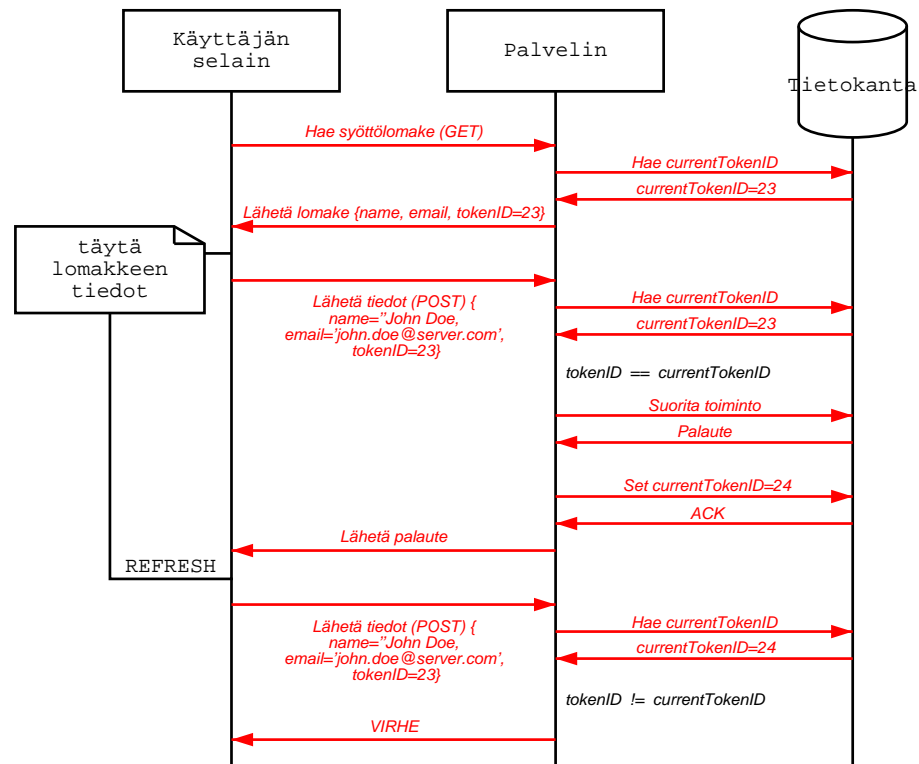 Käyttäjän
selain
Palvelin
Tietokanta
Hae syöttölomake (GET)
Hae currentTokenID
currentTokenID=23
Lähetä lomake {name, email, tokenID=23}
täytä
lomakkeen
tiedot
Lähetä tiedot (POST) {
name=''John Doe,
email='john.doe@server.com',
tokenID=23}
Hae currentTokenID
currentTokenID=23
tokenID == currentTokenID
Suorita toiminto
Palaute
Set currentTokenID=24
ACK
Lähetä palaute
REFRESH
Lähetä tiedot (POST) {
name=''John Doe,
email='john.doe@server.com',
tokenID=23}
Hae currentTokenID
currentTokenID=24
tokenID != currentTokenID
VIRHE